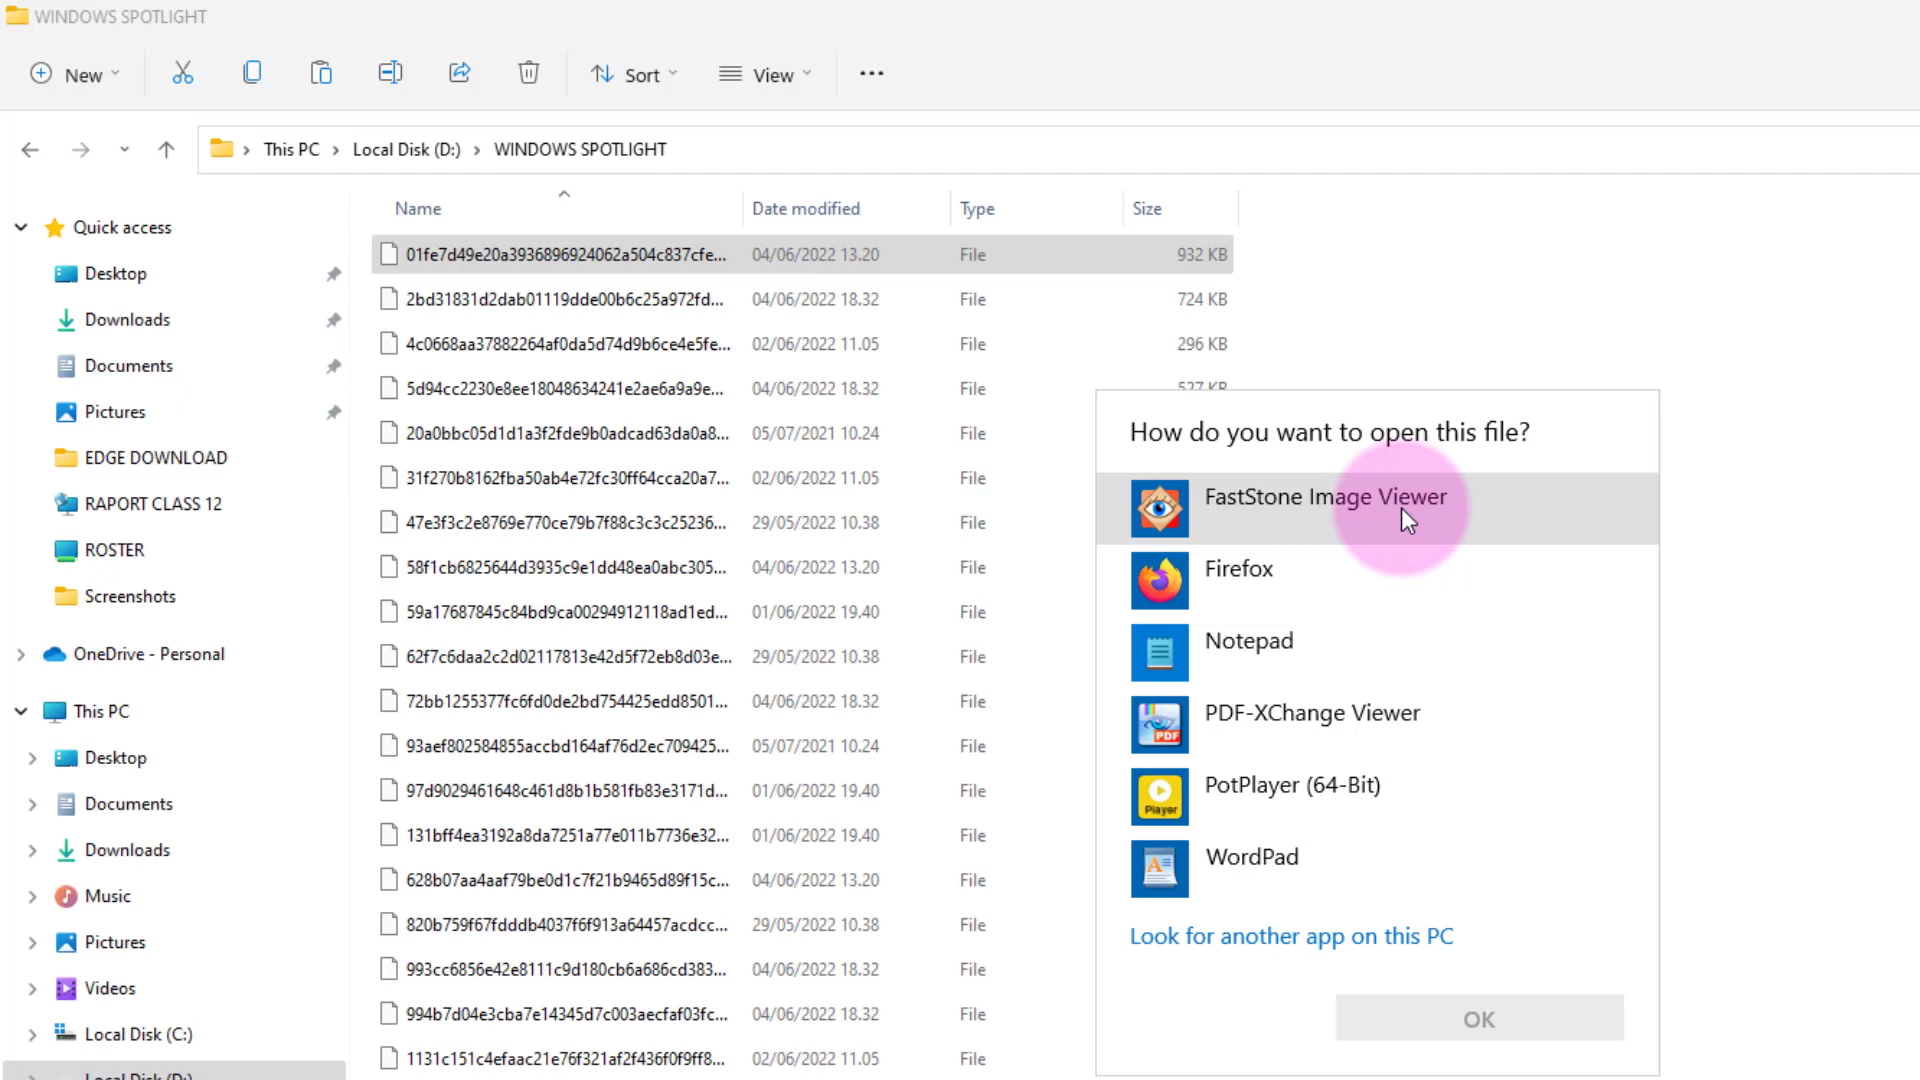 WINDOWS SPOTLIGHT
New
Sort
View
This PC
Local Disk (D:)
WINDOWS SPOTLIGHT
Name
Date modified
Type
Size
Quick access
Desktop
Downloads
Documents
Pictures
EDGE DOWNLOAD
RAPORT CLASS 12
ROSTER
Screenshots
OneDrive - Personal
This PC
Desktop
Documents
Downloads
Music
Pictures
Videos
Local Disk (C:)
Local Disk (D:)
01fe7d49e20a3936896924062a504c837cfe... 04/06/2022 13.20 File 932 KB
2bd31831d2dab01119dde00b6c25a972fd... 04/06/2022 18.32 File 724 KB
4c0668aa37882264af0da5d74d9b6ce4e5fe... 02/06/2022 11.05 File 296 KB
5d94cc2230e8ee18048634241e2ae6a9a9e... 04/06/2022 18.32 File 527 KB
20a0bbc05d1d1a3f2fde9b0adcad63da0a8... 05/07/2021 10.24 File
31f270b8162fba50ab4e72fc30ff64cca20a7... 02/06/2022 11.05 File
47e3f3c2e8769e770ce79b7f88c3c3c25236... 29/05/2022 10.38 File
58f1cb6825644d3935c9e1dd48ea0abc305... 04/06/2022 13.20 File
59a17687845c84bd9ca00294912118ad1ed... 01/06/2022 19.40 File
62f7c6daa2c2d02117813e42d5f72eb8d03e... 29/05/2022 10.38 File
72bb1255377fc6fd0de2bd754425edd8501... 04/06/2022 18.32 File
93aef802584855accbd164af76d2ec709425... 05/07/2021 10.24 File
97d9029461648c461d8b1b581fb83e3171d... 01/06/2022 19.40 File
131bff4ea3192a8da7251a77e011b7736e32... 01/06/2022 19.40 File
628b07aa4aaf79be0d1c7f21b9465d89f15c... 04/06/2022 13.20 File
820b759f67fdddb4037f6f913a64457acdcc... 29/05/2022 10.38 File
993cc6856e42e8111c9d180cb6a686cd383... 04/06/2022 18.32 File
994b7d04e3cba7e14345d7c003aecfaf03fc... 04/06/2022 18.32 File
1131c151c4efaac21e76f321af2f436f0f9ff8... 02/06/2022 11.05 File
How do you want to open this file?
FastStone Image Viewer
Firefox
Notepad
PDF-XChange Viewer
PotPlayer (64-Bit)
WordPad
Look for another app on this PC
OK
PDF
Player